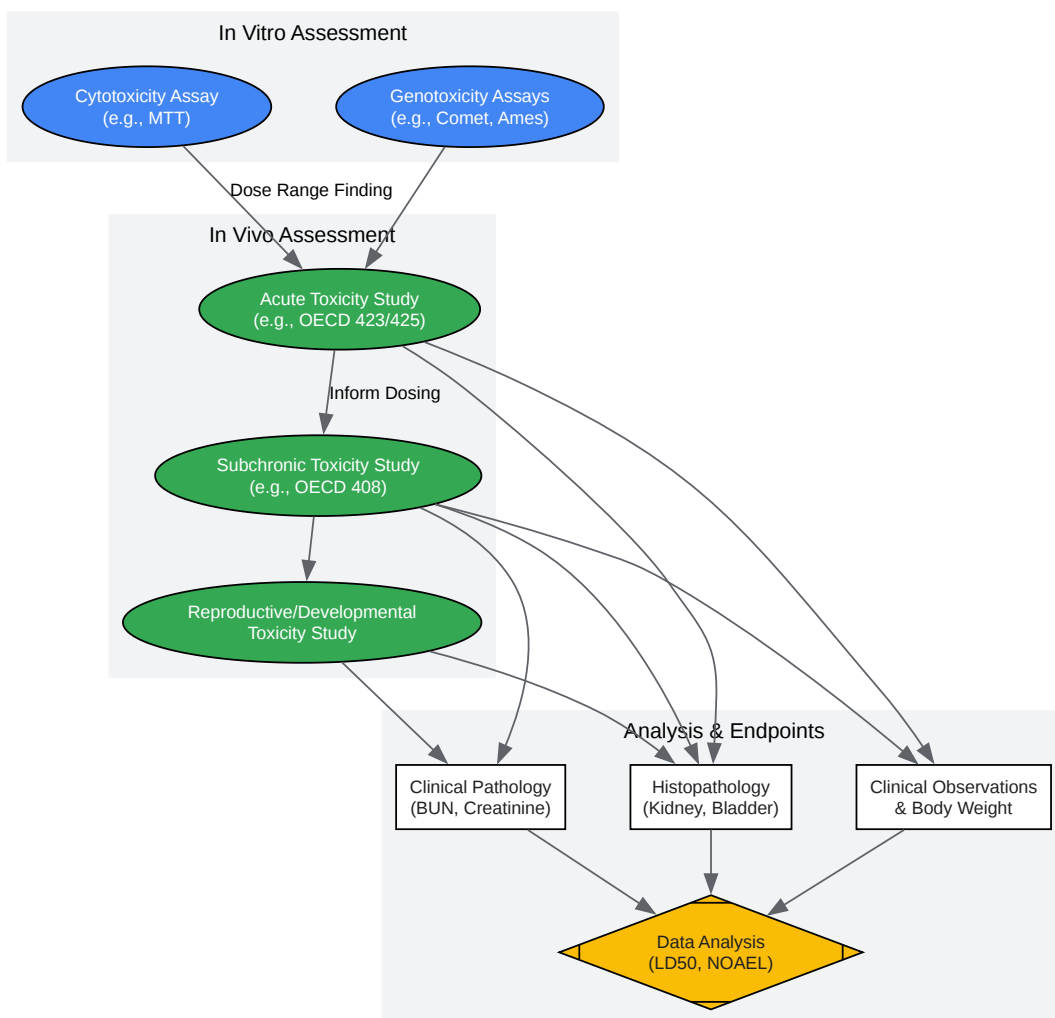 In Vitro Assessment
Cytotoxicity Assay
(e.g., MTT)
Genotoxicity Assays
(e.g., Comet, Ames)
Dose Range Finding
In Vivo Assessment
Acute Toxicity Study
(e.g., OECD 423/425)
Inform Dosing
Subchronic Toxicity Study
(e.g., OECD 408)
Reproductive/Developmental
Toxicity Study
Analysis & Endpoints
Clinical Pathology
(BUN, Creatinine)
Histopathology
(Kidney, Bladder)
Clinical Observations
& Body Weight
Data Analysis
(LD50, NOAEL)